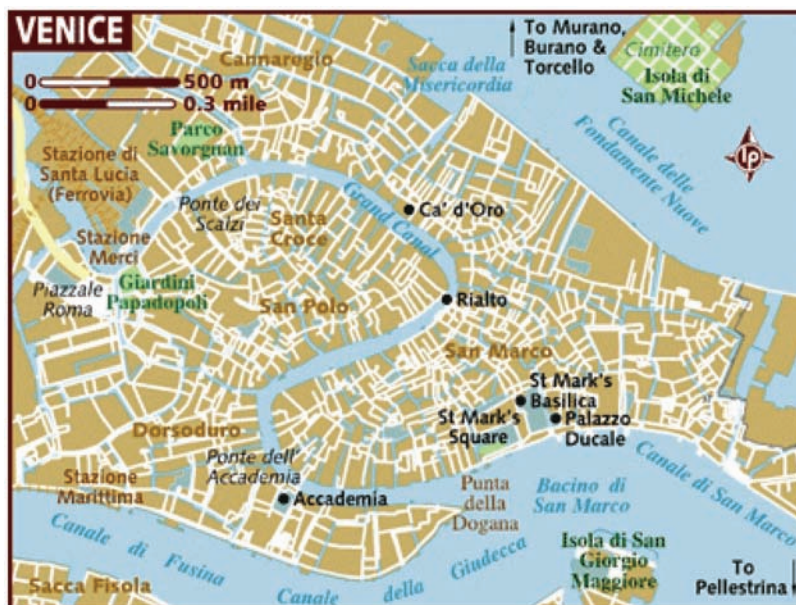 VENICE
0 500 m
0 0.3 mile
Cannaregio
Sacca della
Misericordia
To Murano,
Burano &
Torcello
Cimitero
Isola di
San Michele
Canale delle
Fondamente Nuove
lp
Parco
Savorgnan
Stazione di
Santa Lucia
(Ferrovia)
Ponte dei
Scalzi
Santa
Croce
Grand Canal
Ca' d'Oro
Stazione
Merci
Piazzale
Roma
Giardini
Papadopoli
San Polo
Rialto
San Marco
St Mark's
Basilica
St Mark's
Square
Palazzo
Ducale
Dorsoduro
Ponte dell'
Accademia
Stazione
Marittima
Accademia
Punta
della
Dogana
Bacino di
San Marco
Canale di San Marco
Canale di Fusina
Canale della Giudecca
Isola di San
Giorgio
Maggiore
Sacca Fisola
To
Pellestrina